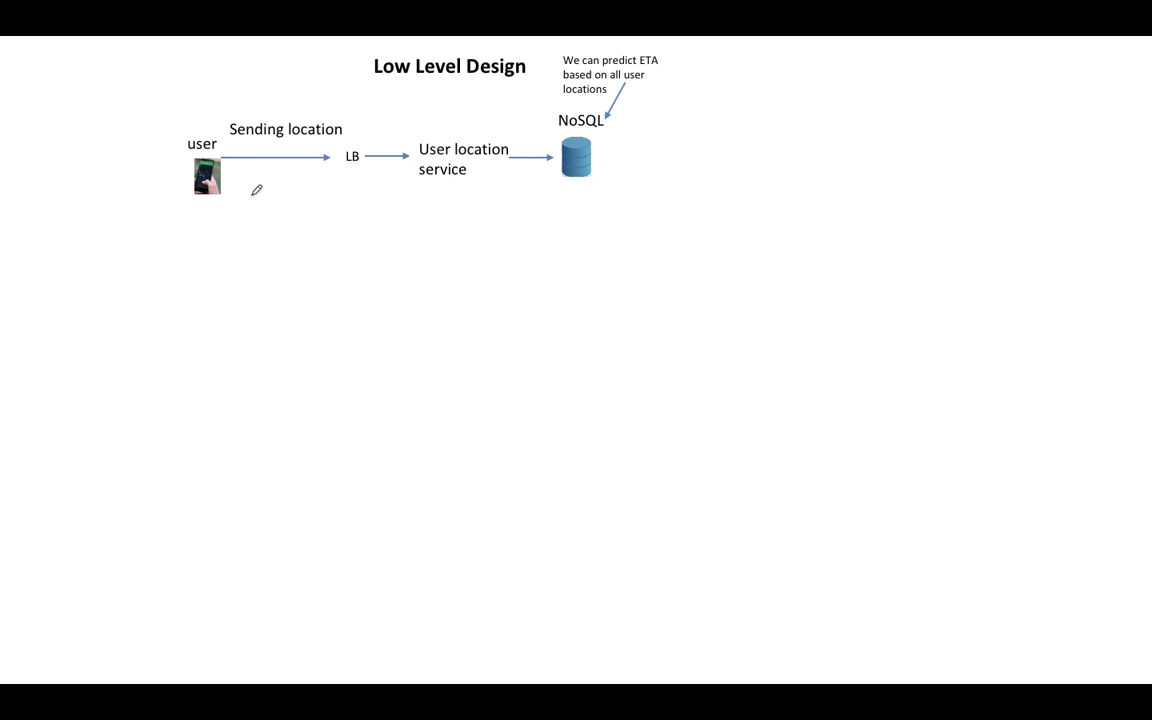 Low Level Design
We can predict ETA
based on all user
locations
NoSQL
Sending location
user
LB
User location
service